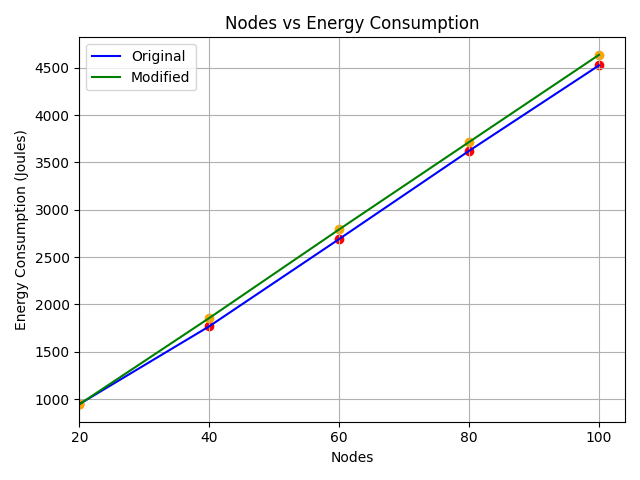 Nodes vs Energy Consumption
Original
Modified
4500
4000
3500
3000
2500
2000
1500
1000
Energy Consumption (Joules)
20 40 60 80 100
Nodes